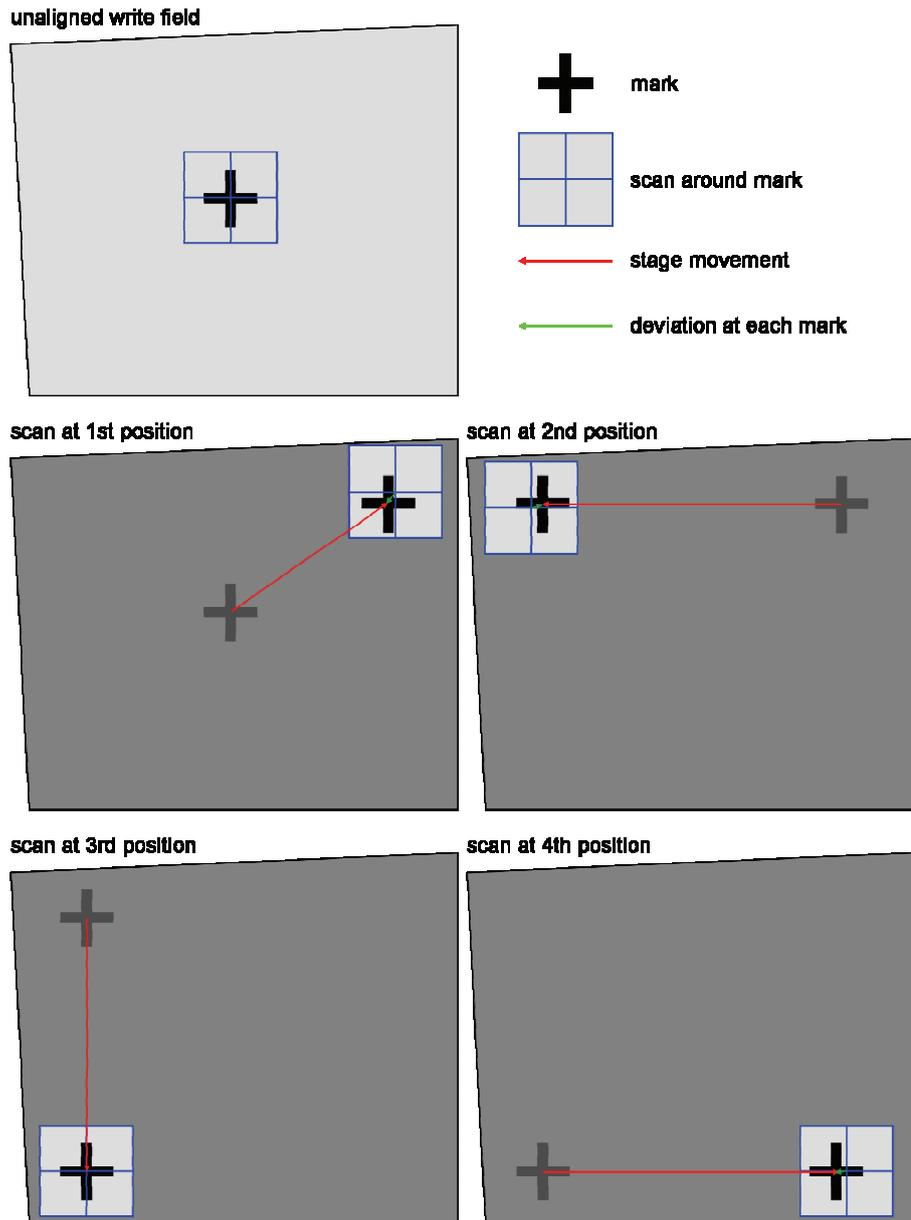 unaligned write field
mark
scan around mark
stage movement
deviation at each mark
scan at 1st position
scan at 2nd position
scan at 3rd position
scan at 4th position